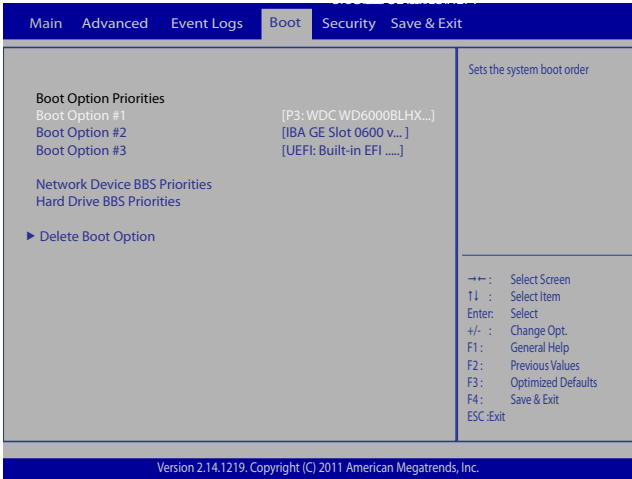 Main Advanced Event Logs Boot Security Save & Exit
Sets the system boot order
Boot Option Priorities
Boot Option #1 [P3: WDC WD6000BLHX...]
Boot Option #2 [IBA GE Slot 0600 v... ]
Boot Option #3 [UEFI: Built-in EFI .....]
Network Device BBS Priorities
Hard Drive BBS Priorities
▶ Delete Boot Option
→← : Select Screen
↑↓ : Select Item
Enter: Select
+/- : Change Opt.
F1 : General Help
F2 : Previous Values
F3 : Optimized Defaults
F4 : Save & Exit
ESC :Exit
Version 2.14.1219. Copyright (C) 2011 American Megatrends, Inc.